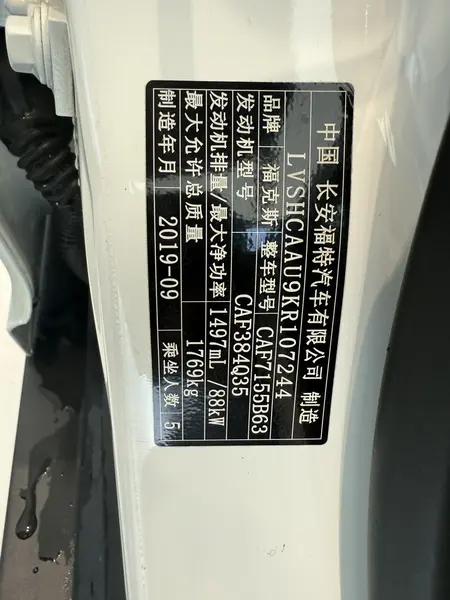 中国 长安福特汽车有限公司 制造
LVSHCAAU9KR107244
品牌 福克斯 整车型号 CAF7155B63
发动机型号 CAF384Q35
发动机排量/最大净功率 1497mL /88kW
最大允许总质量 1769kg
制造年月 2019-09 乘坐人数 5